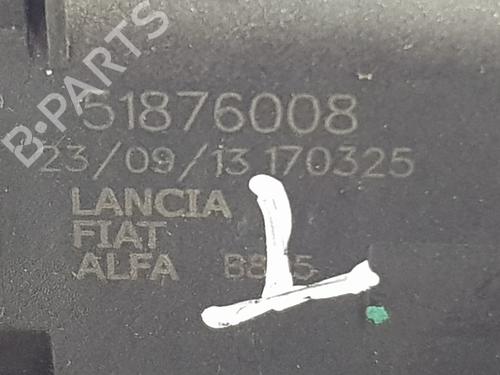 B-PARTS
51876008
23/09/13 170325
LANCIA
FIAT
ALFA